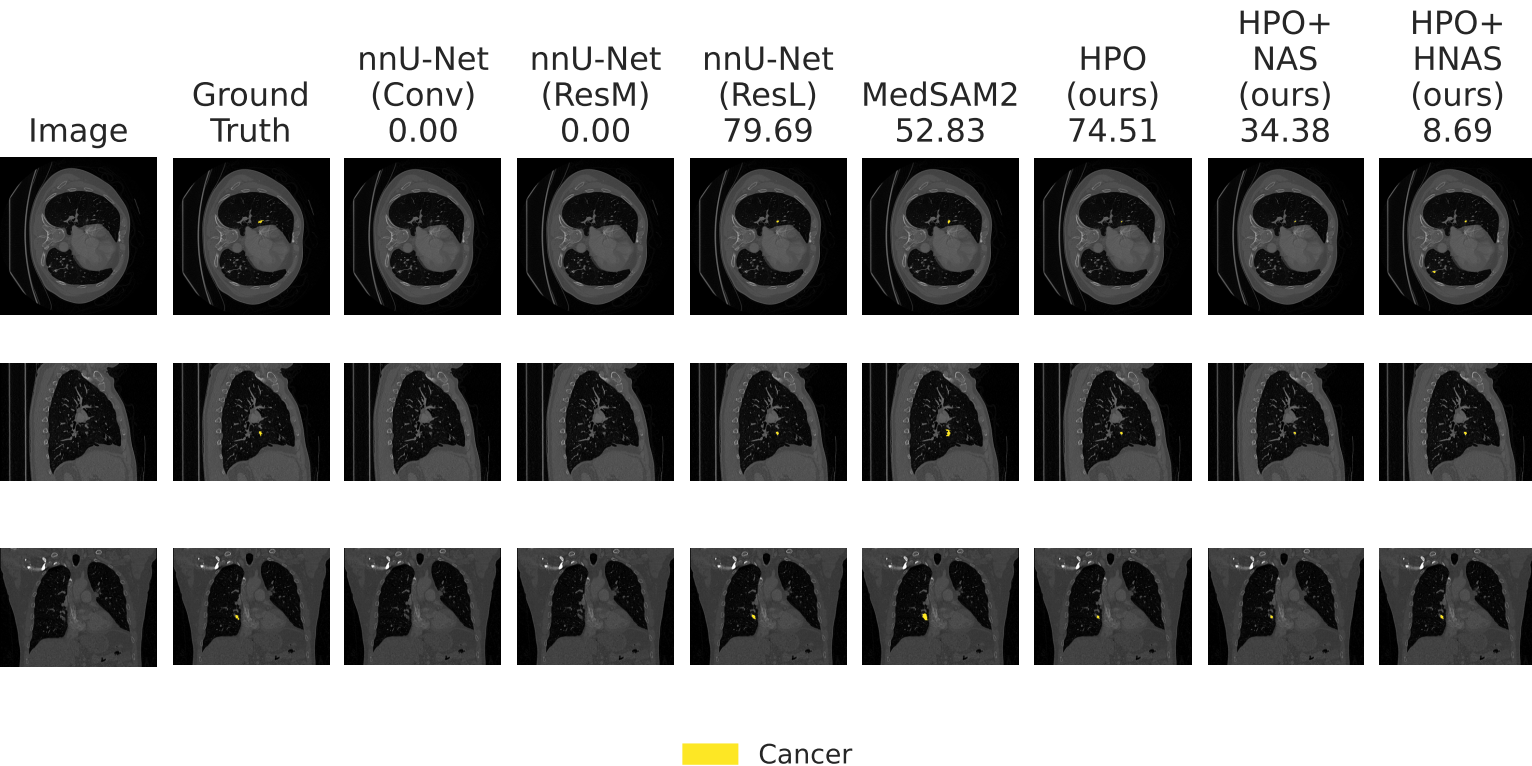 Image
Ground
Truth
nnU-Net
(Conv)
0.00
nnU-Net
(ResM)
0.00
nnU-Net
(ResL)
79.69
MedSAM2
52.83
HPO
(ours)
74.51
HPO+
NAS
(ours)
34.38
HPO+
HNAS
(ours)
8.69
Cancer